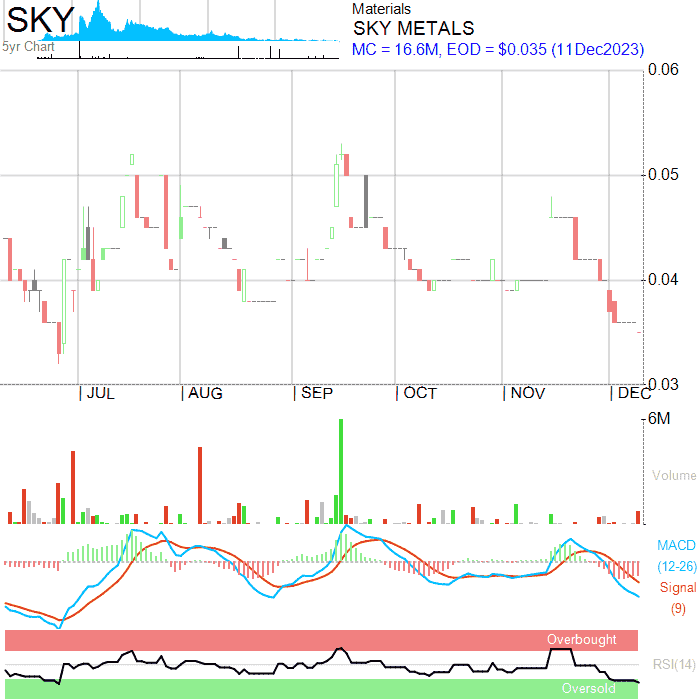 SKY
5yr Chart
Materials
SKY METALS
MC = 16.6M, EOD = $0.035 (11Dec2023)
0.06
0.05
0.04
0.03
JUL AUG SEP OCT NOV DEC
6M
Volume
MACD
(12-26)
Signal
(9)
Overbought
RSI(14)
Oversold